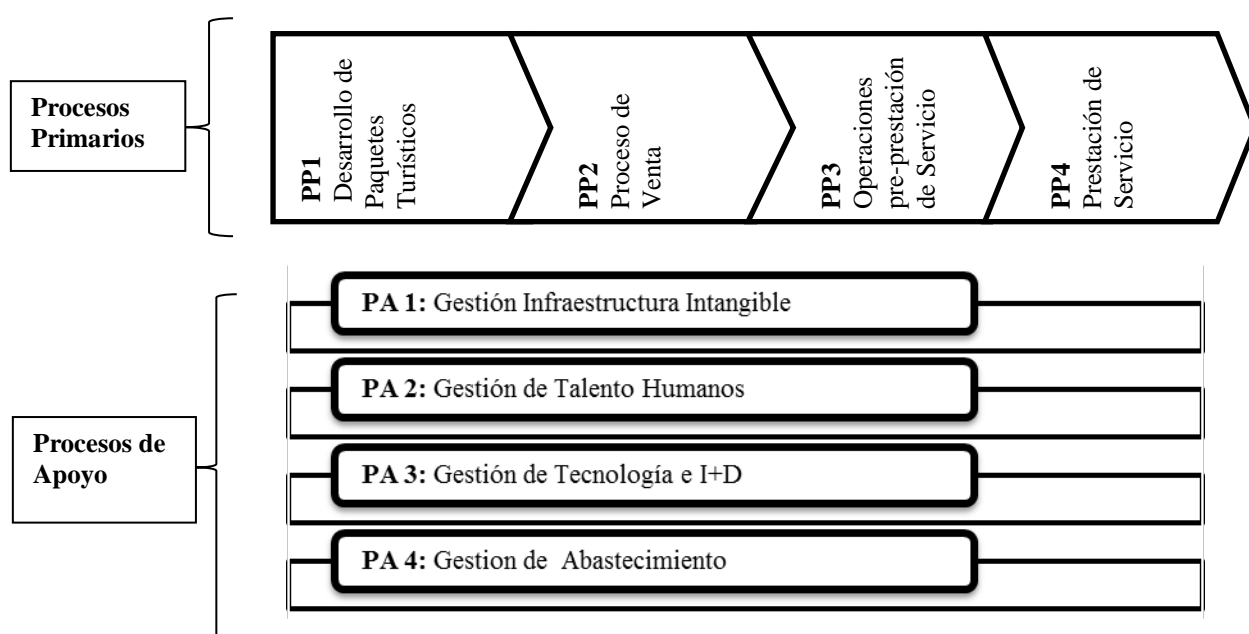 Procesos
Primarios
PP1
Desarrollo de
Paquetes
Turísticos
PP2
Proceso de
Venta
PP3
Operaciones
pre-prestación
de Servicio
PP4
Prestación de
Servicio
Procesos de
Apoyo
PA 1: Gestión Infraestructura Intangible
PA 2: Gestión de Talento Humanos
PA 3: Gestión de Tecnología e I+D
PA 4: Gestion de Abastecimiento